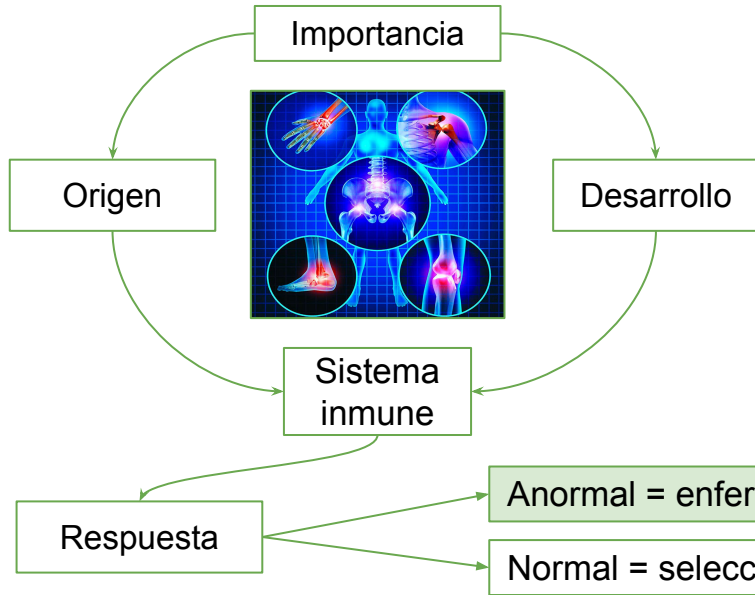 Importancia
Origen
Desarrollo
Sistema
inmune
Respuesta
Anormal = enfer
Normal = selecc